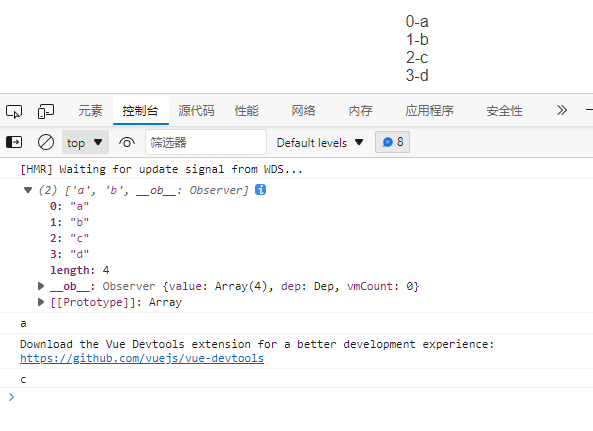 0-a
1-b
2-c
3-d
元素 控制台 源代码 性能 网络 内存 应用程序 安全性
top 筛选器 Default levels 8
[HMR] Waiting for update signal from WDS...
(2) ['a', 'b', __ob__: Observer] i
0: "a"
1: "b"
2: "c"
3: "d"
length: 4
__ob__: Observer {value: Array(4), dep: Dep, vmCount: 0}
[[Prototype]]: Array
a
Download the Vue Devtools extension for a better development experience:
https://github.com/vuejs/vue-devtools
c